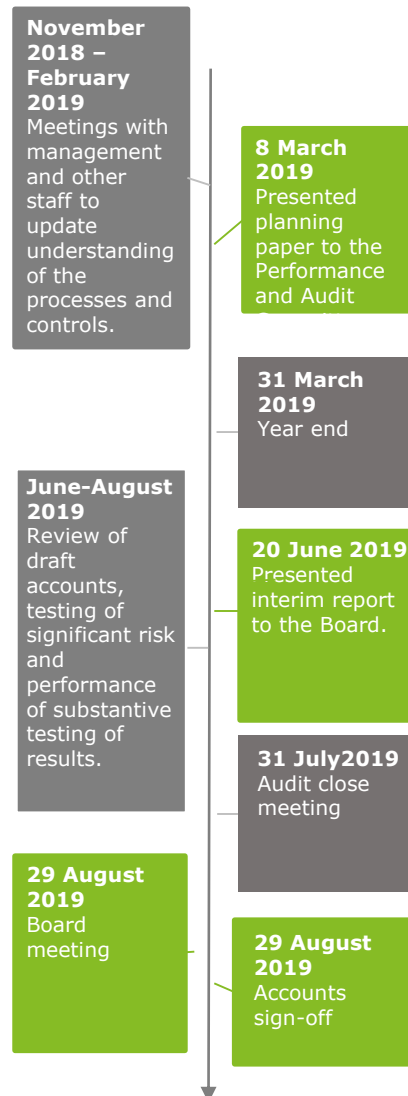 November
2018 –
February
2019
Meetings with
management
and other
staff to
update
understanding
of the
processes and
controls.
8 March
2019
Presented
planning
paper to the
Performance
and Audit
31 March
2019
Year end
June-August
2019
Review of
draft
accounts,
testing of
significant risk
and
performance
of substantive
testing of
results.
20 June 2019
Presented
interim report
to the Board.
31 July2019
Audit close
meeting
29 August
2019
Board
meeting
29 August
2019
Accounts
sign-off